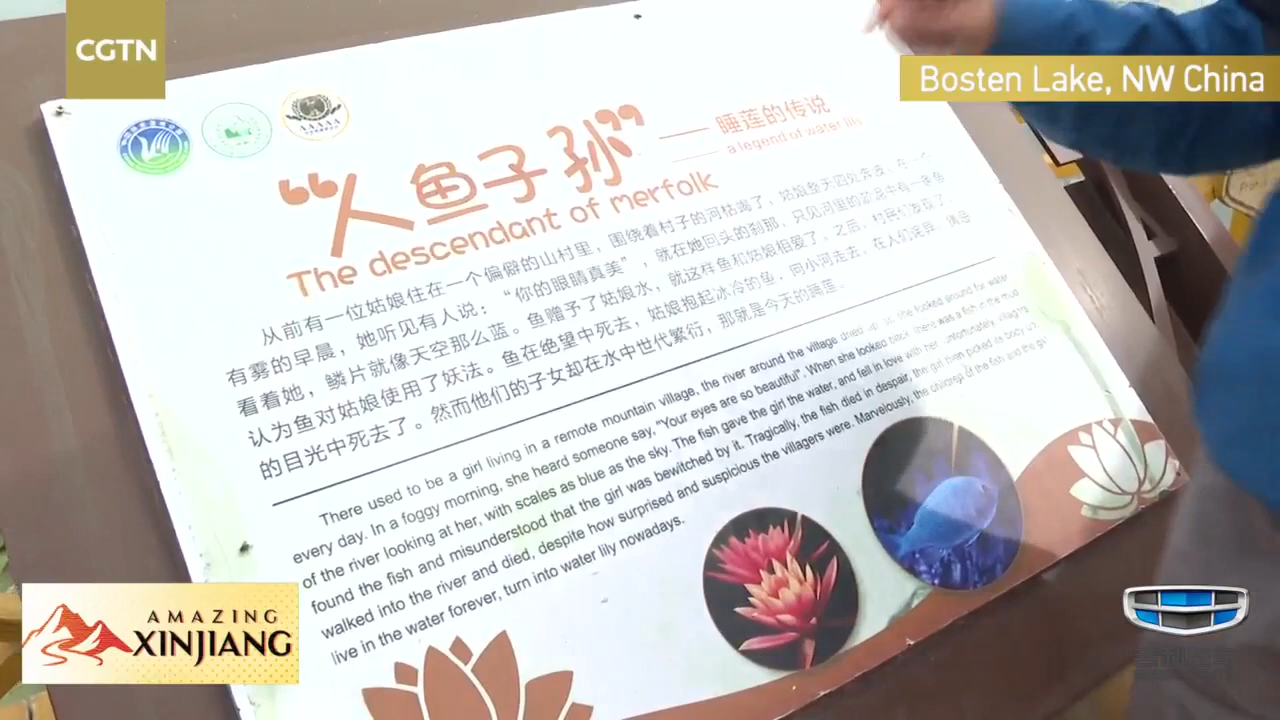 CGTN
Bosten Lake, NW China
AAAAA
“人鱼子孙” —— 睡莲的传说
The descendant of merfolk —— a legend of water lily
从前有一位姑娘住在一个偏僻的山村里，围绕着村子的河枯竭了，姑娘整天四处奔波，在一个
有雾的早晨，她听见有人说：“你的眼睛真美”，就在她回头的刹那，只见河里的淤泥中有一条鱼
看着她，鳞片就像天空那么蓝。鱼赠予了姑娘水，就这样鱼和姑娘相爱了。之后，村民们发现了，
认为鱼对姑娘使用了妖法。鱼在绝望中死去，姑娘抱起冰冷的鱼，向小河走去，在人们诧异、
的目光中死去了。然而他们的子女却在水中世代繁衍，那就是今天的睡莲。
There used to be a girl living in a remote mountain village, the river around the village dried up, so she looked around for water
every day. In a foggy morning, she heard someone say, "Your eyes are so beautiful". When she looked back, there was a fish in the mud
of the river looking at her, with scales as blue as the sky. The fish gave the girl the water, and fell in love with her. unfortunately, villagers
found the fish and misunderstood that the girl was bewitched by it. Tragically, the fish died in despair, the girl then picked its body
walked into the river and died, despite how surprised and suspicious the villagers were. Marvelously, the children of the fish and the
live in the water forever, turn into water lily nowadays.
AMAZING
XINJIANG